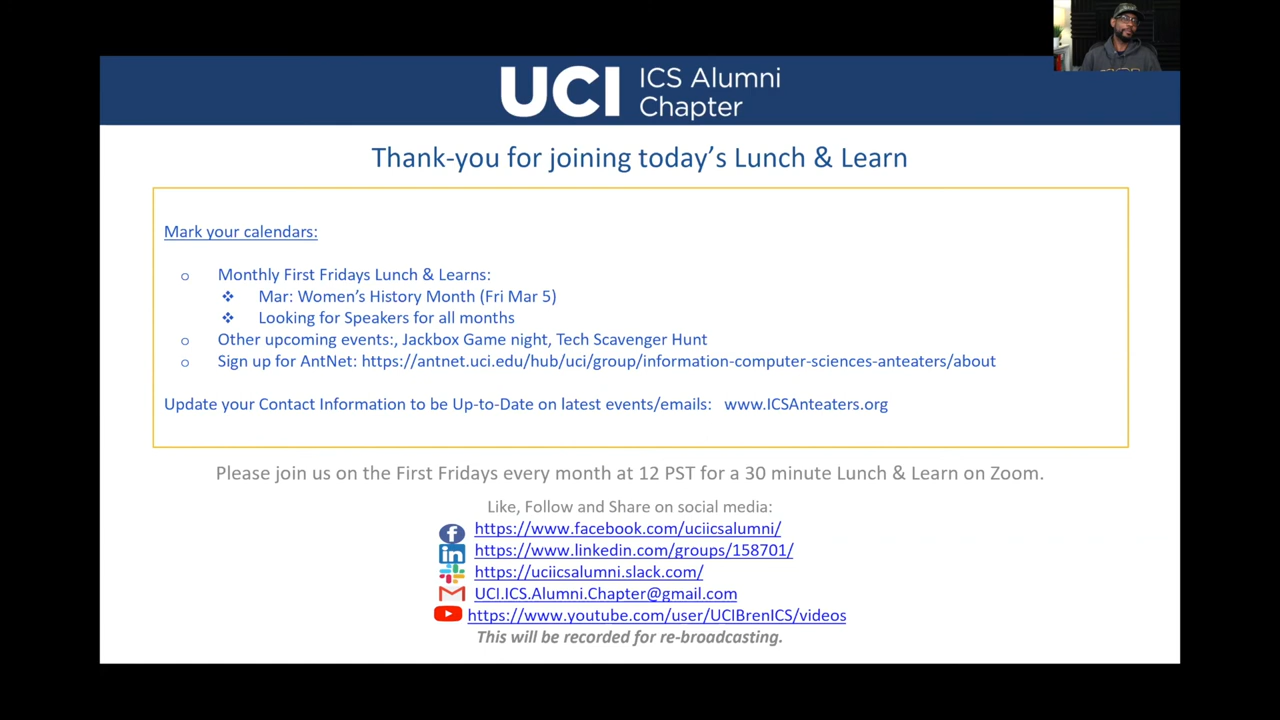 UCI ICS Alumni
Chapter
Thank-you for joining today’s Lunch & Learn
Mark your calendars:
o Monthly First Fridays Lunch & Learns:
❖ Mar: Women’s History Month (Fri Mar 5)
❖ Looking for Speakers for all months
o Other upcoming events:, Jackbox Game night, Tech Scavenger Hunt
o Sign up for AntNet: https://antnet.uci.edu/hub/uci/group/information-computer-sciences-anteaters/about
Update your Contact Information to be Up-to-Date on latest events/emails: www.ICSAnteaters.org
Please join us on the First Fridays every month at 12 PST for a 30 minute Lunch & Learn on Zoom.
Like, Follow and Share on social media:
https://www.facebook.com/uciicsalumni/
https://www.linkedin.com/groups/158701/
https://uciicsalumni.slack.com/
UCI.ICS.Alumni.Chapter@gmail.com
https://www.youtube.com/user/UCIBrenICS/videos
This will be recorded for re-broadcasting.